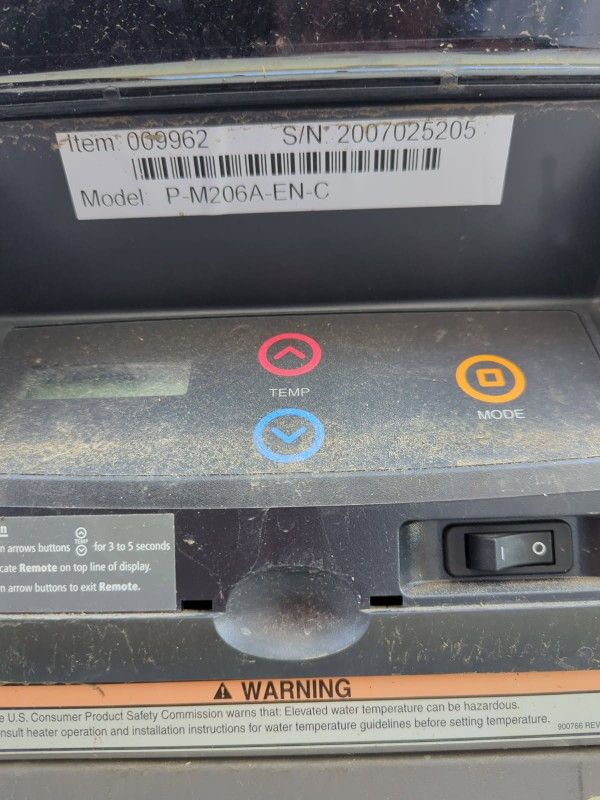 Item: 009962 S/N: 2007025205
Model: P-M206A-EN-C
TEMP
MODE
n arrows buttons TEMP for 3 to 5 seconds
cate Remote on top line of display.
n arrow buttons to exit Remote.
WARNING
e U.S. Consumer Product Safety Commission warns that: Elevated water temperature can be hazardous.
nsult heater operation and installation instructions for water temperature guidelines before setting temperature.
900766 REV